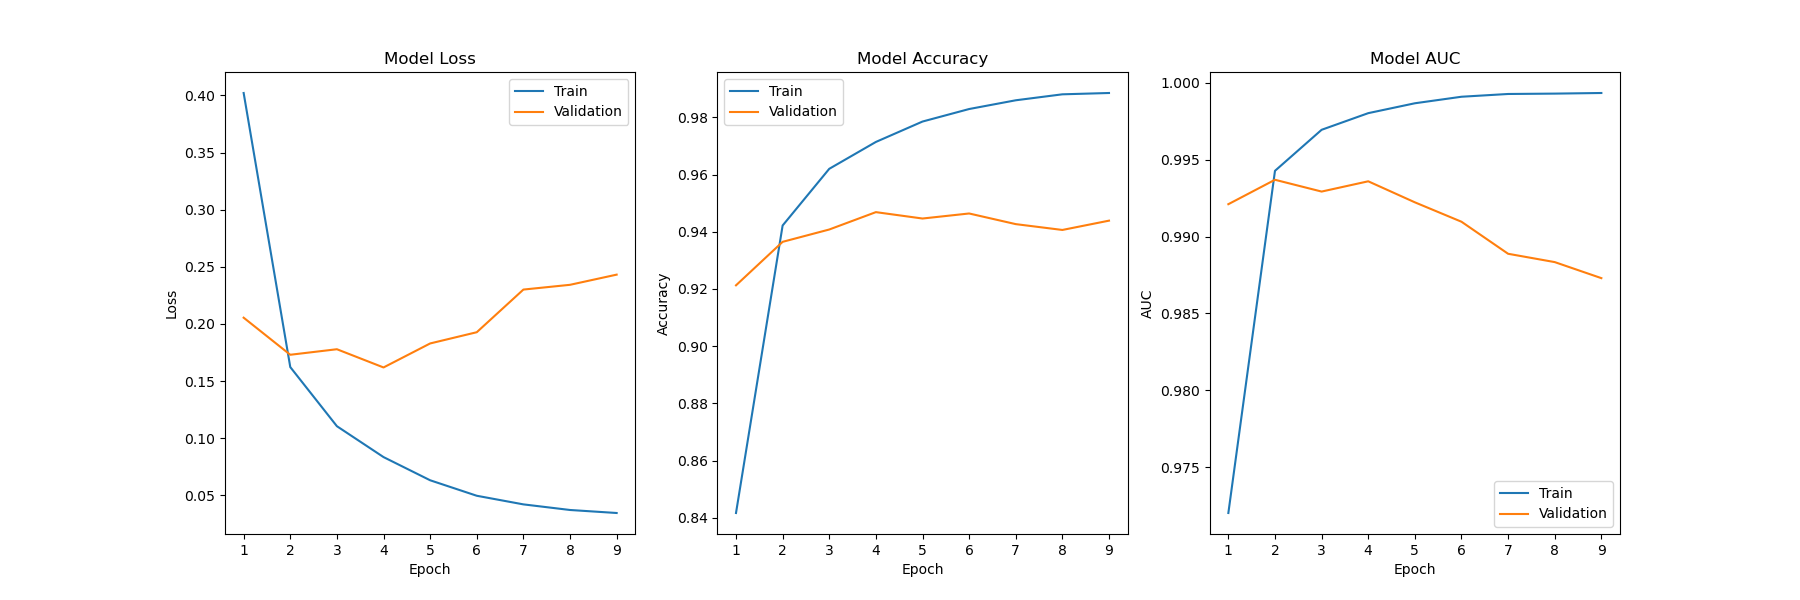 Model Loss
0.40
0.35
0.30
0.25
0.20
0.15
0.10
0.05
Loss
Train
Validation
1 2 3 4 5 6 7 8 9
Epoch
Model Accuracy
0.98
0.96
0.94
0.92
0.90
0.88
0.86
0.84
Accuracy
Train
Validation
1 2 3 4 5 6 7 8 9
Epoch
Model AUC
1.000
0.995
0.990
0.985
0.980
0.975
AUC
Train
Validation
1 2 3 4 5 6 7 8 9
Epoch